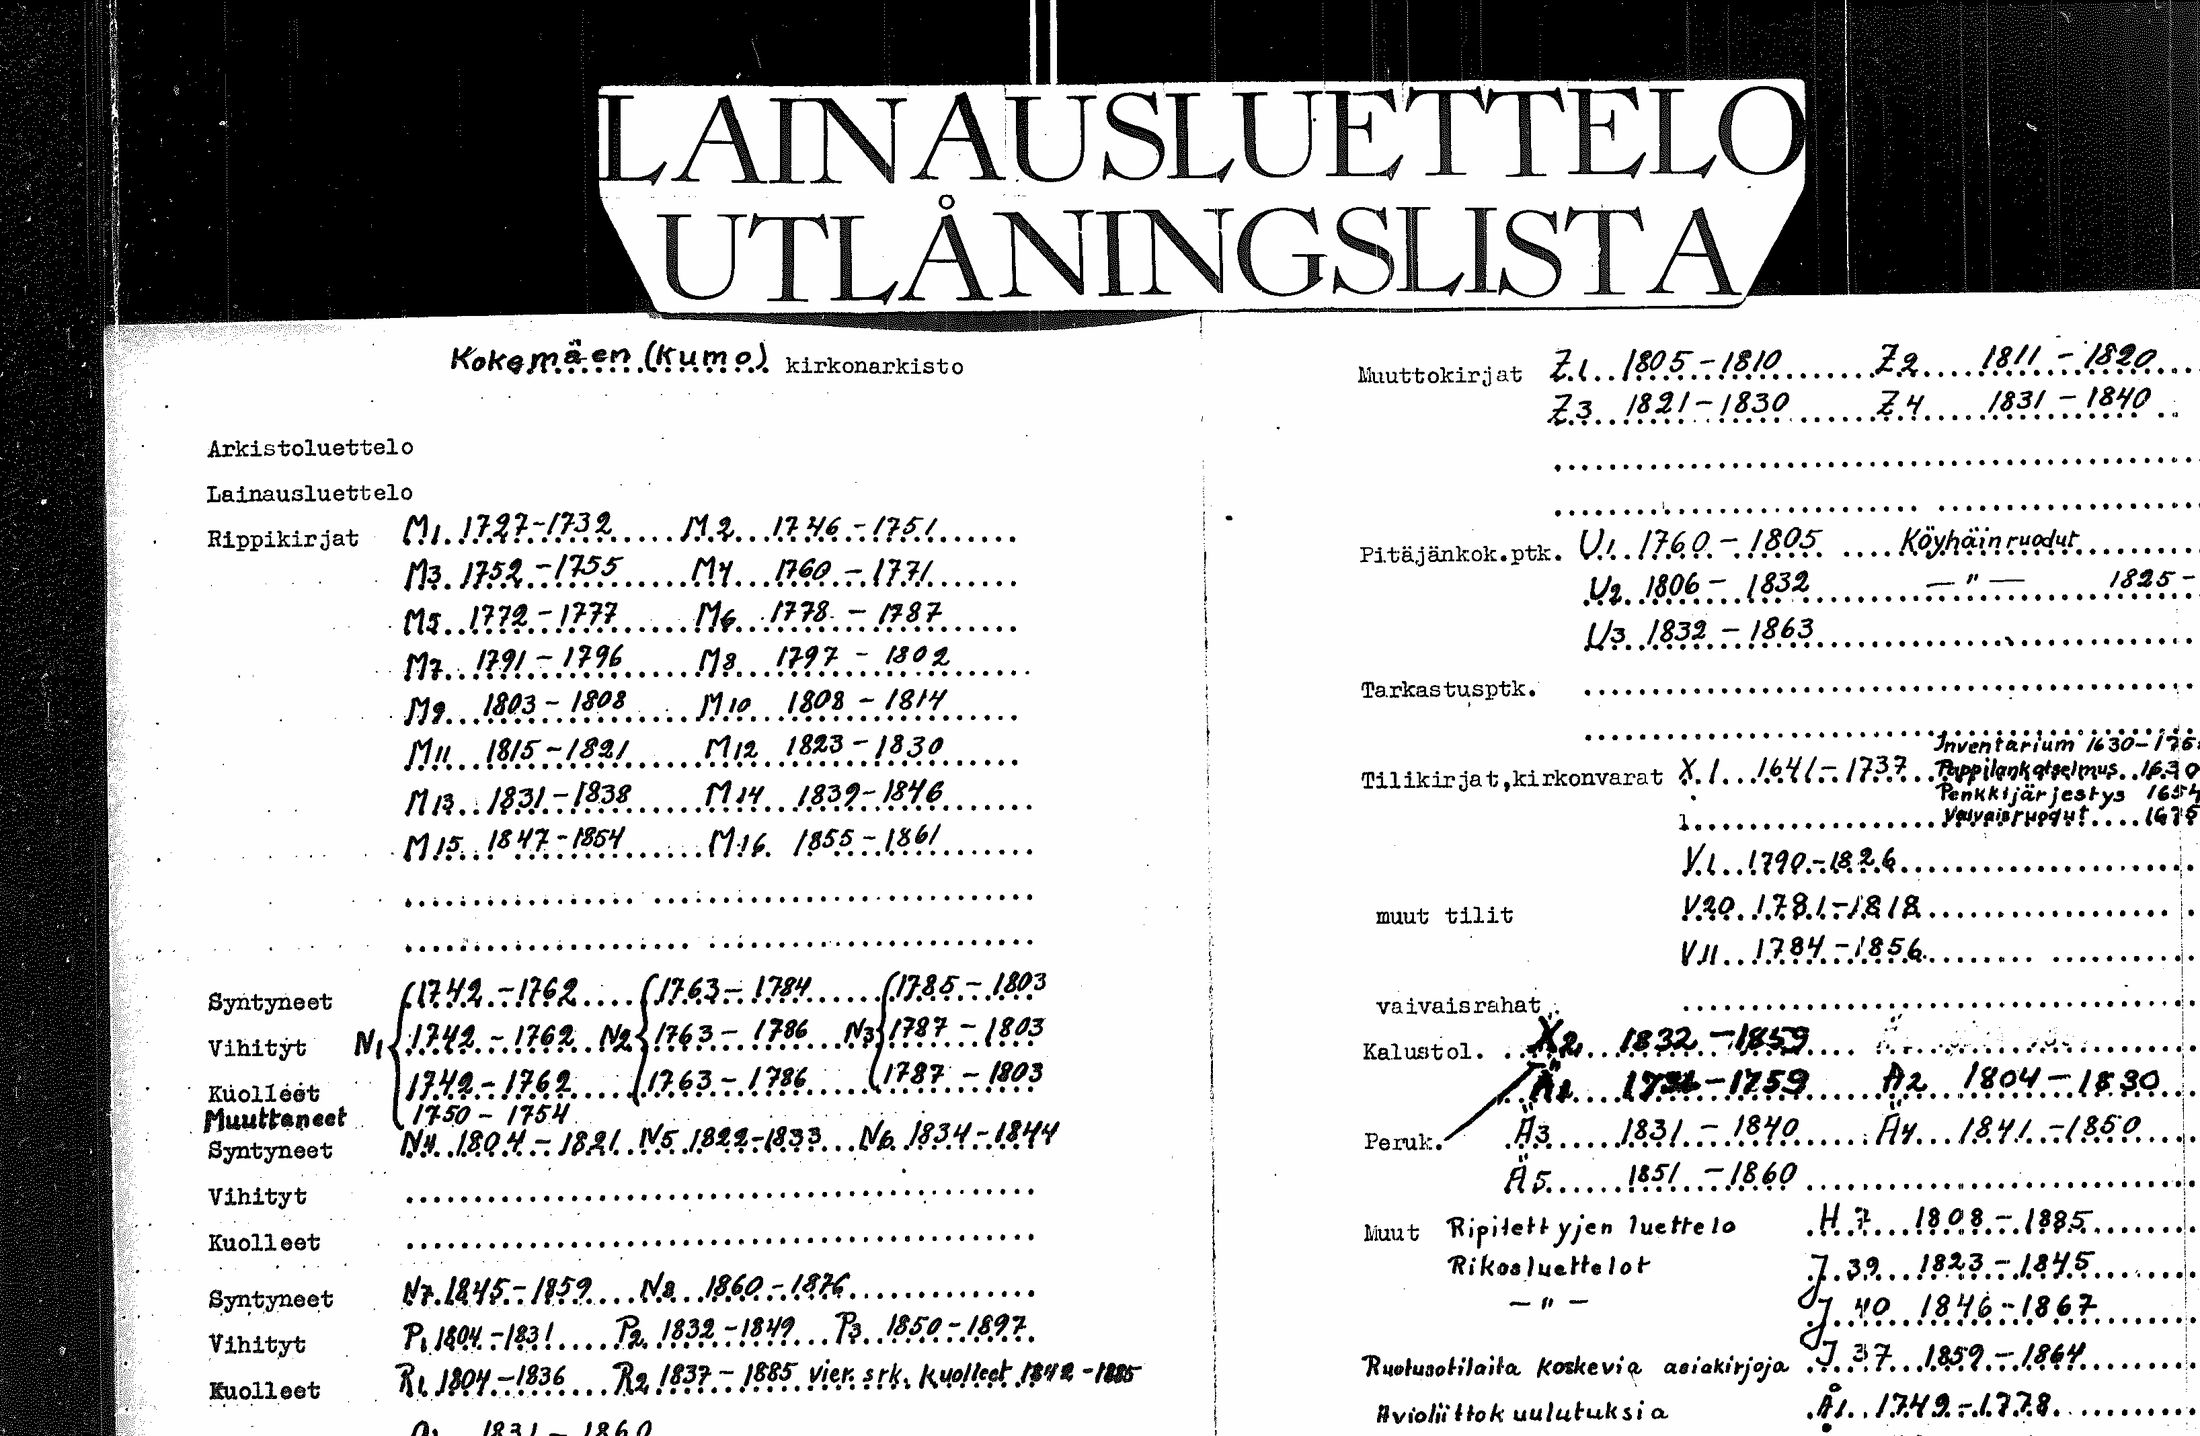 LAINAUSLUETTELO
UTLÅNINGSLISTA
Kokemäen (Kumo) kirkonarkisto
Arkistoluettelo
Lainausluettelo
Rippikirjat M1 1727-1732 M2 1746-1751
M3 1752-1755 M4 1760-1771
M5 1772-1777 M6 1778-1787
M7 1791-1796 M8 1797-1802
M9 1803-1808 M10 1808-1814
M11 1815-1821 M12 1823-1830
M13 1831-1838 M14 1839-1846
M15 1847-1854 M16 1855-1861
Syntyneet 1742-1762 1763-1784 1785-1803
Vihityt N1 1742-1762 N2 1763-1786 N3 1787-1803
Kuolleet 1742-1762 1763-1786 1787-1803
Muuttaneet 1750-1754
Syntyneet N4 1804-1821 N5 1822-1833 N6 1834-1844
Vihityt
Kuolleet
Syntyneet N7 1845-1859 N8 1860-1876
Vihityt P1 1804-1831 P2 1832-1849 P3 1850-1897
Kuolleet R1 1804-1836 R2 1837-1885 vier. srk. kuolleet 1842-1885
1831-1860
Muuttokirjat Z1 1805-1810 Z2 1811-1820
Z3 1821-1830 Z4 1831-1840
Pitäjänkok.ptk. U1 1760-1805 Köyhäinruodut
U2 1806-1832 —"— 1825-
U3 1832-1863
Tarkastusptk.
Inventarium 1630-
Tilikirjat,kirkonvarat X1 1641-1737 Pappilankatselmus 1630
Penkkijärjestys
Vaivaisruodut 1675
V1 1790-1826
muut tilit V20 1781-1818
V11 1784-1856
vaivaisrahat
Kalustol. X2 1832-1859
Ä1 -1759 Ä2 1804-1830
Peruk. Ä3 1831-1840 Ä4 1841-1850
Ä5 1851-1860
Muut Ripitettyjen luettelo H7 1808-1885
Rikosluettelot J39 1823-1845
—"— J40 1846-1867
Ruotusotilaita koskevia asiakirjoja J37 1859-1864
Avioliittokuulutuksia Å1 1749-1778